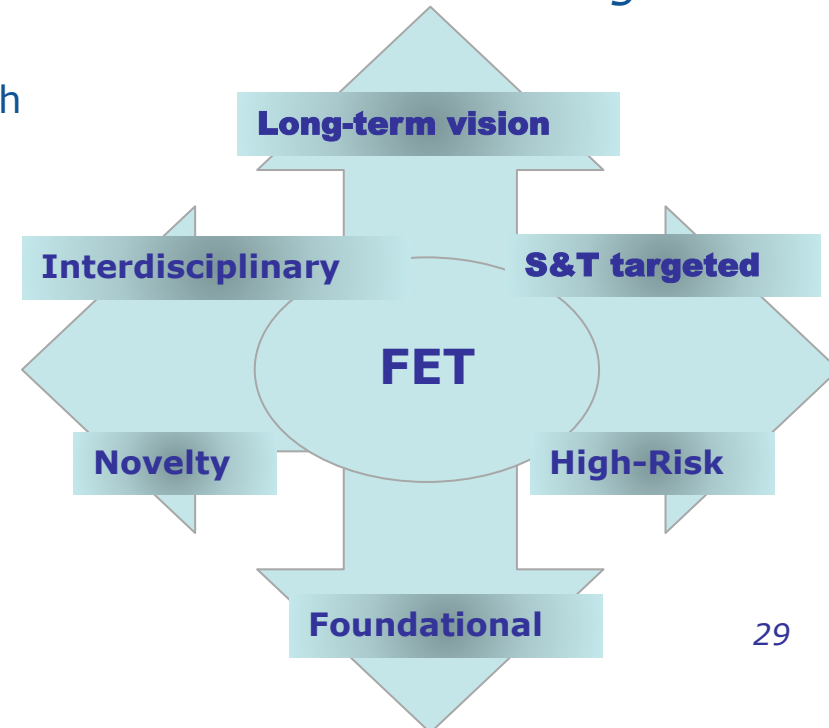 g
h
Long-term vision
Interdisciplinary
S&T targeted
FET
Novelty
High-Risk
Foundational
29